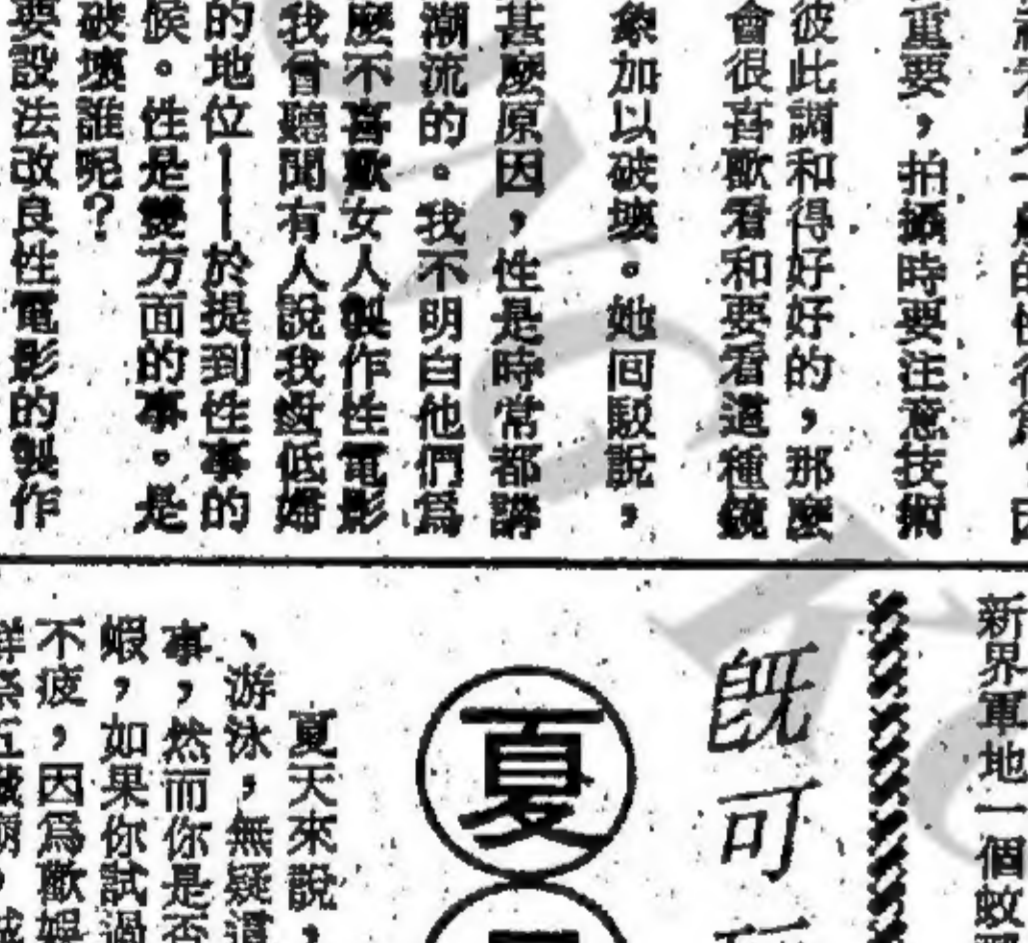 重要，拍攝時要注意技術
彼此調和得好好的，那麼
會很喜歡看和要看這種鏡
象加以破壞。她回駁說，
甚麼原因，性是時常都講
潮流的。我不明白他們爲
麼不喜歡女人製作性電影
我曾聽聞有人說我貶低婦
的地位——於提到性事的
候。性是雙方面的事。是
破壞誰呢？
要設法改良性電影的製作
新界軍地一個蚊
既可
夏
夏天來說，
、游泳，無疑還
事，然而你是否
蝦，如果你試過
不疲，因爲歡娛